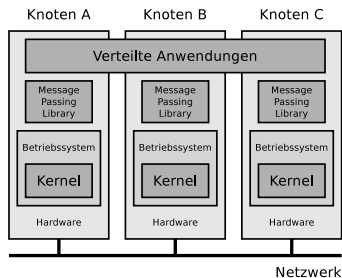 Knoten A Knoten B Knoten C
Verteilte Anwendungen
Message Message Message
Passing Passing Passing
Library Library Library
Betriebssystem Betriebssystem Betriebssystem
Kernel Kernel Kernel
Hardware Hardware Hardware
Netzwerk